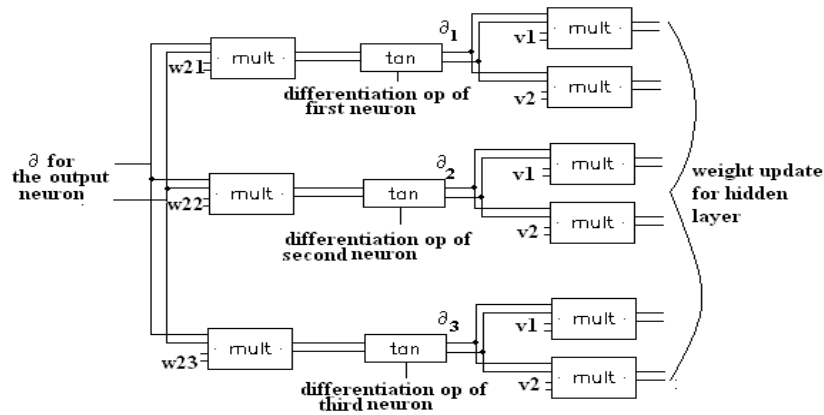 ∂1
v1
mult
mult
w21
tan
v2
mult
differentiation op of
first neuron
∂ for
the output
neuron
∂2
v1
mult
mult
w22
tan
v2
mult
differentiation op of
second neuron
weight update
for hidden
layer
∂3
v1
mult
mult
w23
tan
v2
mult
differentiation op of
third neuron